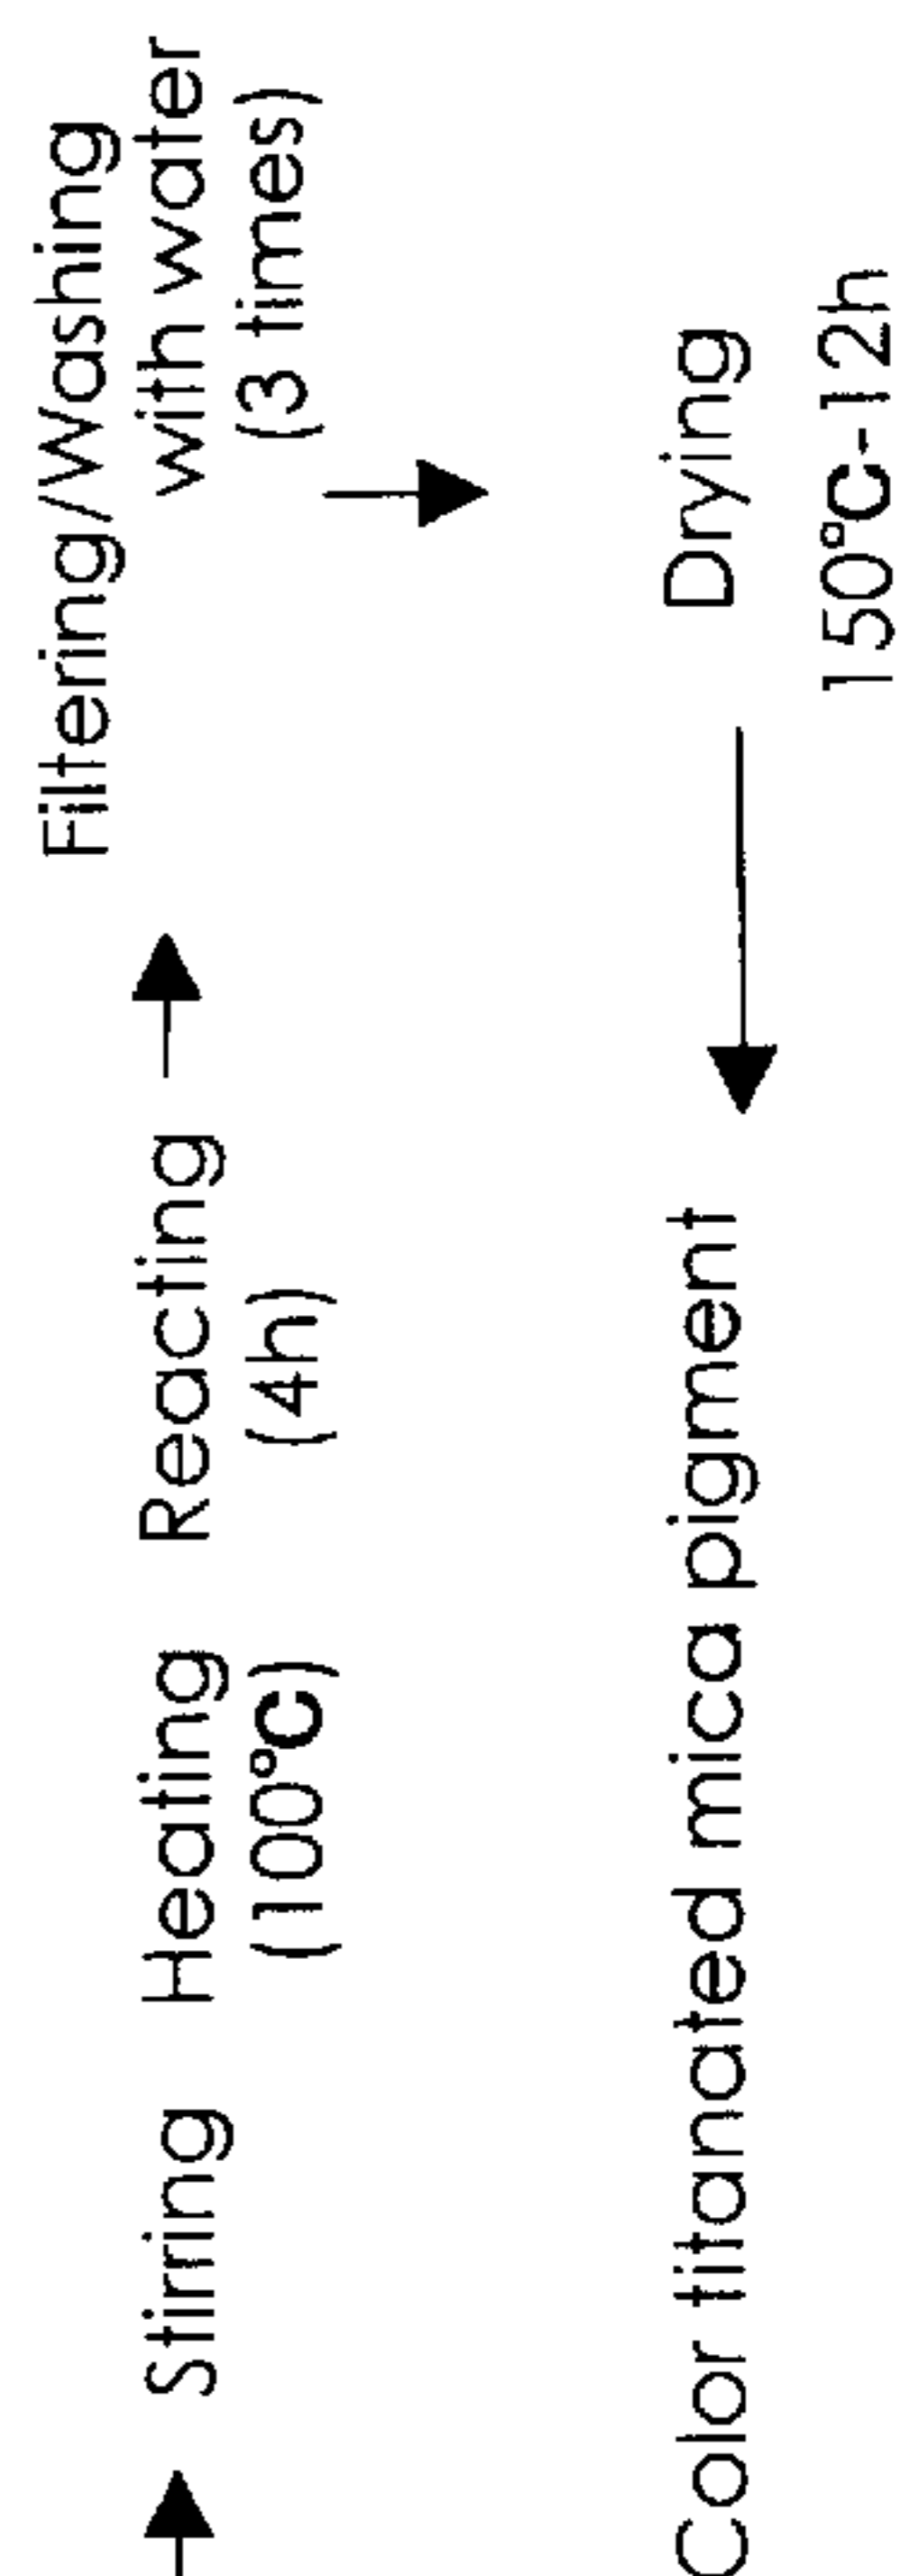 Stirring
Heating
(100°C)
Reacting
(4h)
Filtering/Washing
with water
(3 times)
Drying
150°C-12h
Color titanated mica pigment